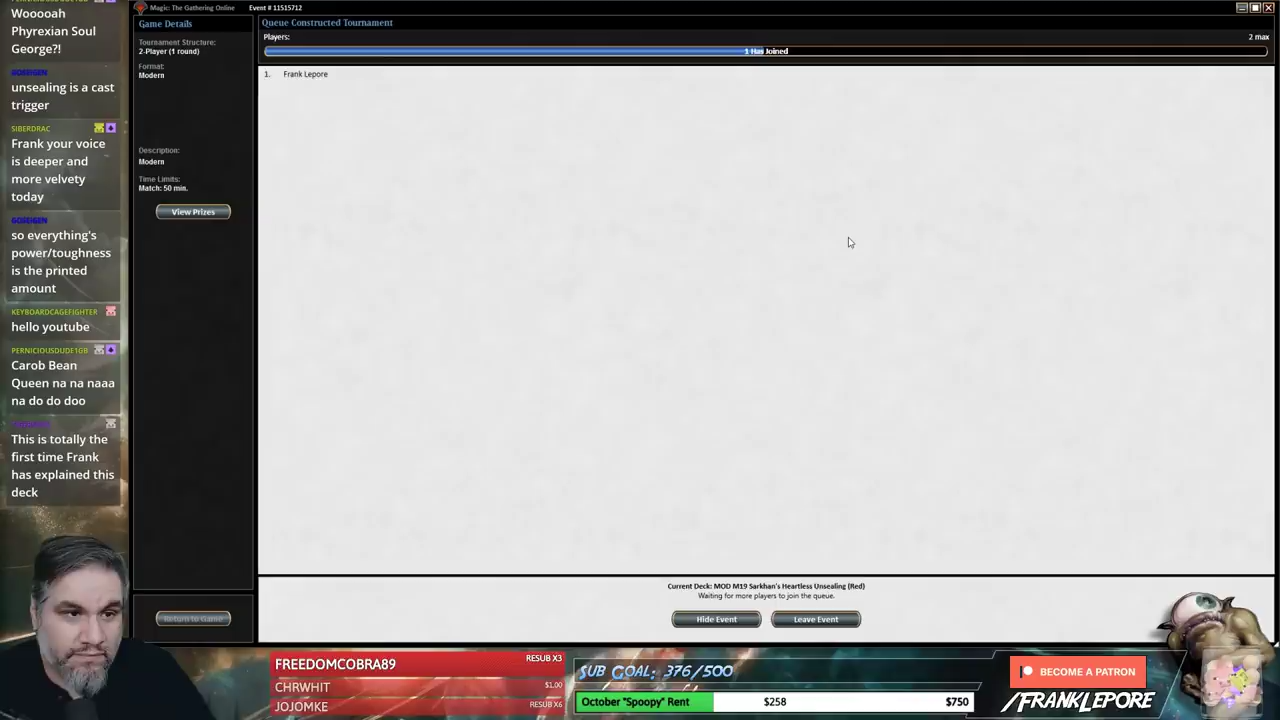 Magic: The Gathering Online
Event # 11515712
Game Details
Tournament Structure:
2-Player (1 round)
Format:
Modern
Description:
Modern
Time Limits:
Match: 50 min.
View Prizes
Return to Game
Queue Constructed Tournament
Players:
2 max
1 Has Joined
1. Frank Lepore
Current Deck: MOD M19 Sarkhan's Heartless Unsealing (Red)
Waiting for more players to join the queue.
Hide Event
Leave Event
Wooooah
Phyrexian Soul
George?!
unsealing is a cast
trigger
SIBERDRAC
Frank your voice
is deeper and
more velvety
today
so everything's
power/toughness
is the printed
amount
KEYBOARDCAGEFIGHTER
hello youtube
PERNICIOUSDUDE1GB
Carob Bean
Queen na na naaa
na do do doo
This is totally the
first time Frank
has explained this
deck
FREEDOMCOBRA89
RESUB X3
CHRWHIT
$1.00
JOJOMKE
RESUB X6
SUB GOAL: 376/500
October "Spoopy" Rent
$258
$750
BECOME A PATRON
/FRANKLEPORE